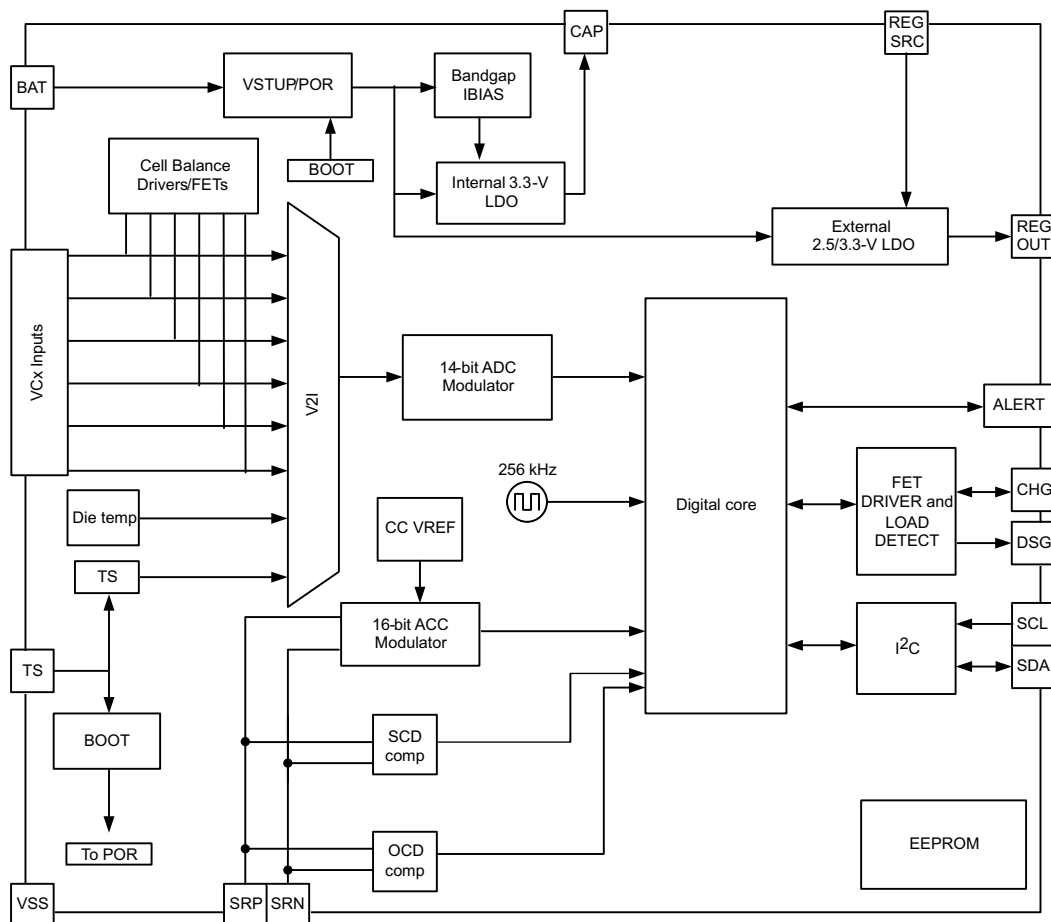 CAP
REG
SRC
BAT
VSTUP/POR
Bandgap
IBIAS
BOOT
Cell Balance
Drivers/FETs
Internal 3.3-V
LDO
External
2.5/3.3-V LDO
REG
OUT
VCx Inputs
V2I
14-bit ADC
Modulator
Digital core
ALERT
256 kHz
FET
DRIVER and
LOAD
DETECT
CHG
DSG
Die temp
CC VREF
TS
16-bit ACC
Modulator
I2C
SCL
SDA
TS
BOOT
SCD
comp
To POR
OCD
comp
EEPROM
VSS
SRP
SRN